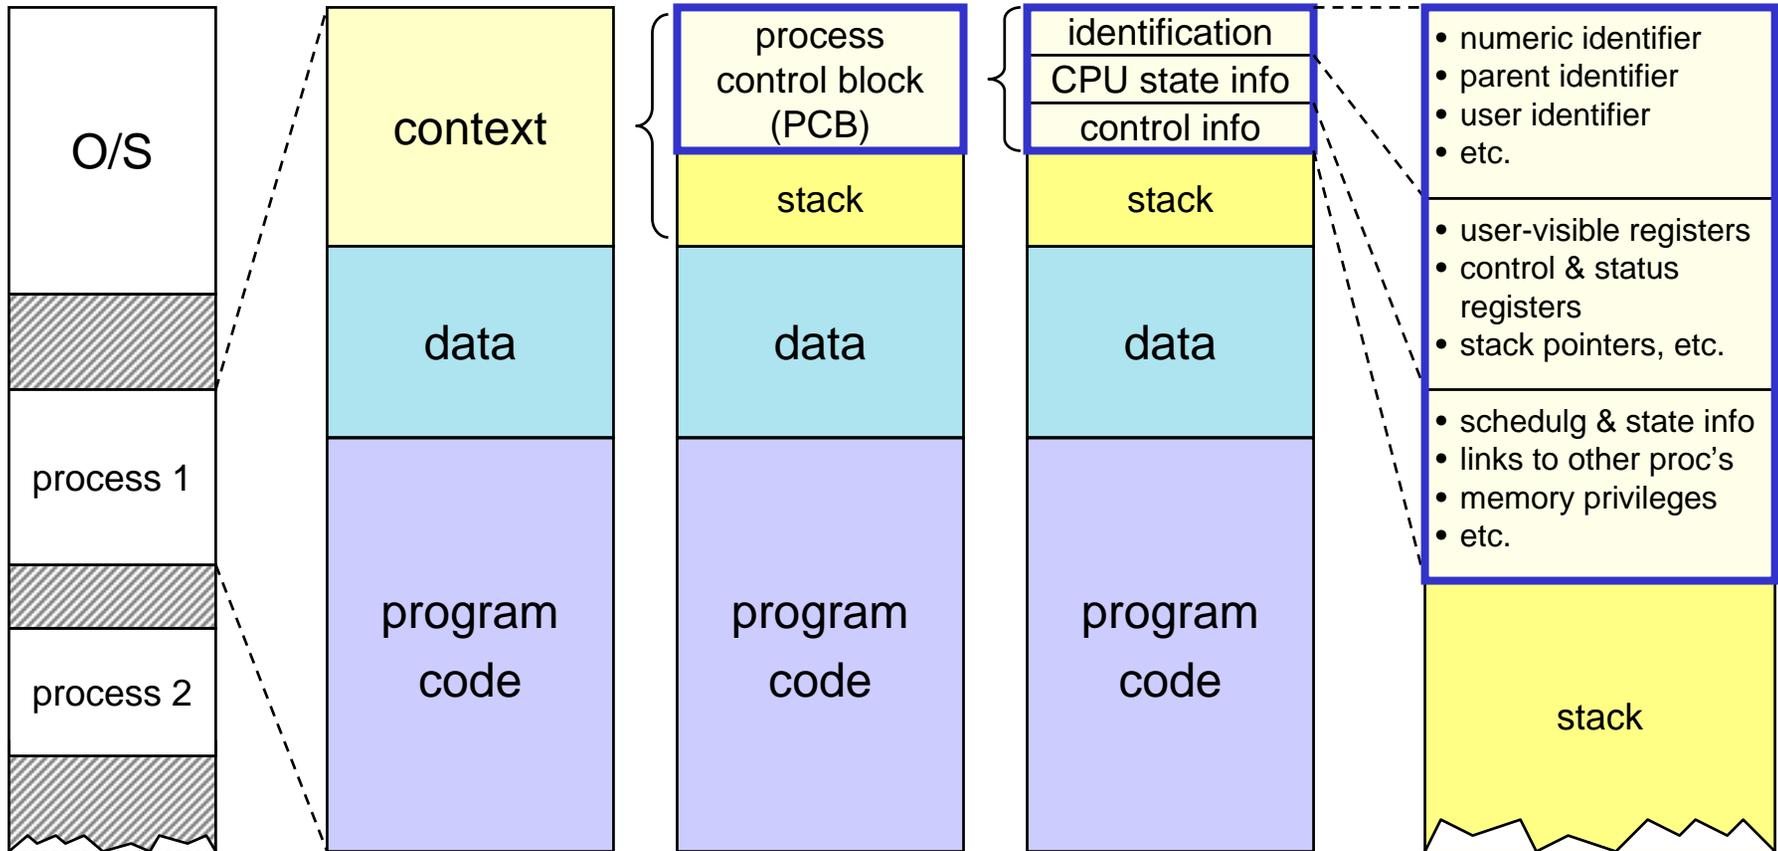 O/S
process 1
process 2
context
data
program
code
process
control block
(PCB)
stack
data
program
code
identification
CPU state info
control info
stack
data
program
code
• numeric identifier
• parent identifier
• user identifier
• etc.
• user-visible registers
• control & status
registers
• stack pointers, etc.
• schedulg & state info
• links to other proc’s
• memory privileges
• etc.
stack